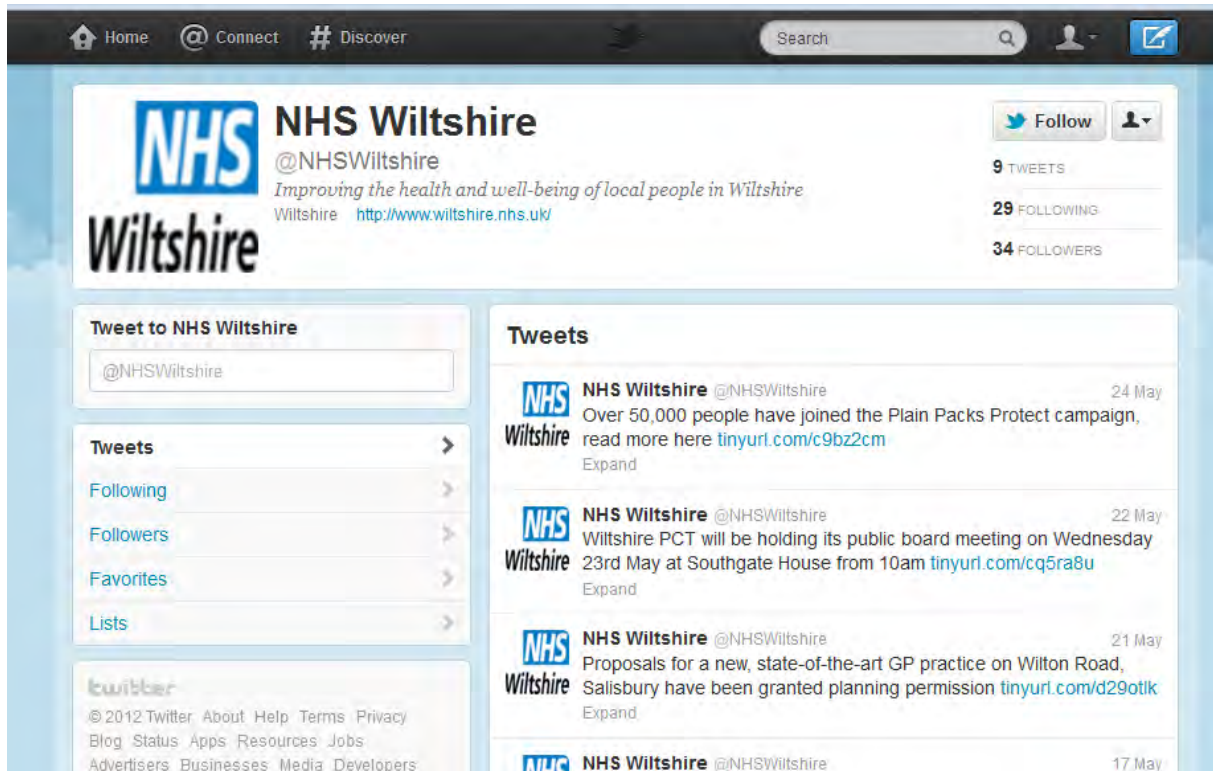 Home @ Connect # Discover Search
NHS
Wiltshire
NHS Wiltshire
@NHSWiltshire
Improving the health and well-being of local people in Wiltshire
Wiltshire http://www.wiltshire.nhs.uk/
Follow
9 TWEETS
29 FOLLOWING
34 FOLLOWERS
Tweet to NHS Wiltshire
@NHSWiltshire
Tweets
Following
Followers
Favorites
Lists
twitter
© 2012 Twitter About Help Terms Privacy
Blog Status Apps Resources Jobs
Advertisers Businesses Media Developers
Tweets
NHS
Wiltshire
NHS Wiltshire @NHSWiltshire 24 May
Over 50,000 people have joined the Plain Packs Protect campaign,
read more here tinyurl.com/c9bz2cm
Expand
NHS
Wiltshire
NHS Wiltshire @NHSWiltshire 22 May
Wiltshire PCT will be holding its public board meeting on Wednesday
23rd May at Southgate House from 10am tinyurl.com/cq5ra8u
Expand
NHS
Wiltshire
NHS Wiltshire @NHSWiltshire 21 May
Proposals for a new, state-of-the-art GP practice on Wilton Road,
Salisbury have been granted planning permission tinyurl.com/d29otlk
Expand
NHS
NHS Wiltshire @NHSWiltshire 17 May